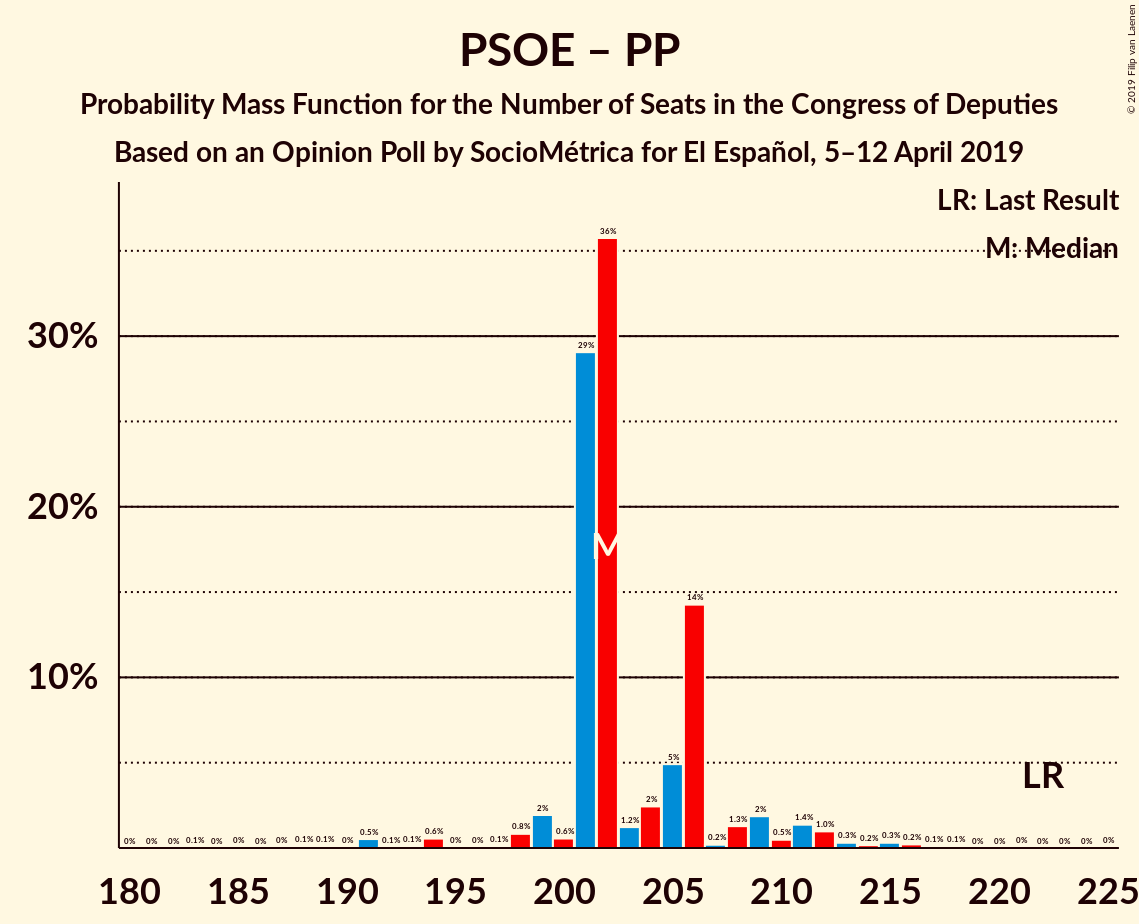 PSOE – PP
Probability Mass Function for the Number of Seats in the Congress of Deputies
Based on an Opinion Poll by SocioMétrica for El Español, 5–12 April 2019
© 2019 Filip van Laenen
LR: Last Result
M: Median
30%
20%
10%
0% 0% 0% 0.1% 0% 0% 0% 0% 0.1% 0.1% 0% 0.5% 0.1% 0.1% 0.6% 0% 0% 0.1% 0.8% 2% 0.6% 29% 36% 1.2% 2% 5% 14% 0.2% 1.3% 2% 0.5% 1.4% 1.0% 0.3% 0.2% 0.3% 0.2% 0.1% 0.1% 0% 0% 0% 0% 0% 0% 0%
M
LR
180 185 190 195 200 205 210 215 220 225